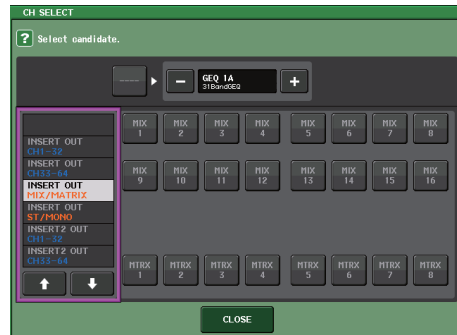 CH SELECT
? Select candidate.
----
GEQ 1A
31BandGEQ
INSERT OUT
CH1-32
INSERT OUT
CH33-64
INSERT OUT
MIX/MATRIX
INSERT OUT
ST/MONO
INSERT2 OUT
CH1-32
INSERT2 OUT
CH33-64
MIX 1 MIX 2 MIX 3 MIX 4 MIX 5 MIX 6 MIX 7 MIX 8
MIX 9 MIX 10 MIX 11 MIX 12 MIX 13 MIX 14 MIX 15 MIX 16
MTRX 1 MTRX 2 MTRX 3 MTRX 4 MTRX 5 MTRX 6 MTRX 7 MTRX 8
CLOSE